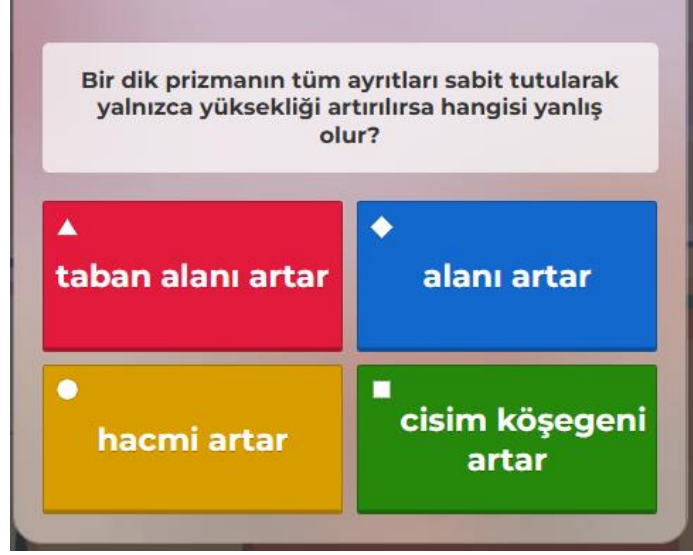 Bir dik prizmanın tüm ayrıtları sabit tutularak
yalnızca yüksekliği artırılırsa hangisi yanlış
olur?
taban alanı artar
alanı artar
hacmi artar
cisim köşegeni
artar